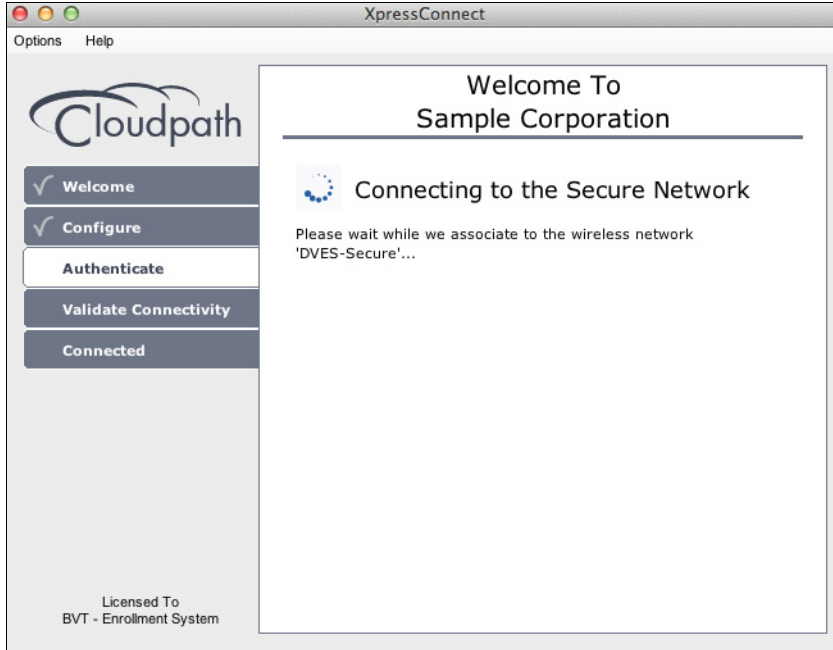 XpressConnect
Options Help
Cloudpath
Welcome
Configure
Authenticate
Validate Connectivity
Connected
Licensed To
BVT - Enrollment System
Welcome To
Sample Corporation
Connecting to the Secure Network
Please wait while we associate to the wireless network
'DVES-Secure'...